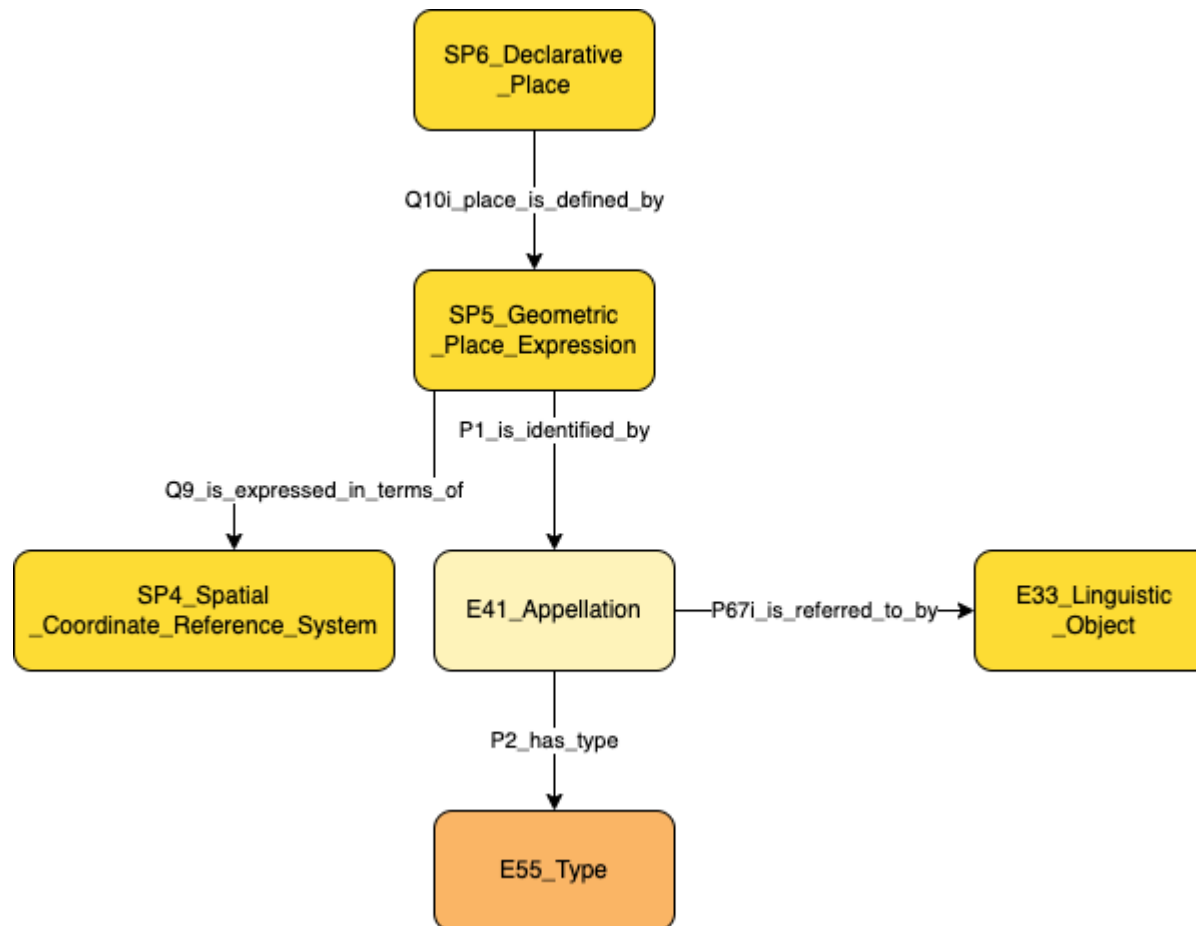 SP6_Declarative
_Place
Q10i_place_is_defined_by
SP5_Geometric
_Place_Expression
P1_is_identified_by
Q9_is_expressed_in_terms_of
SP4_Spatial
_Coordinate_Reference_System
E41_Appellation
P67i_is_referred_to_by
E33_Linguistic
_Object
P2_has_type
E55_Type